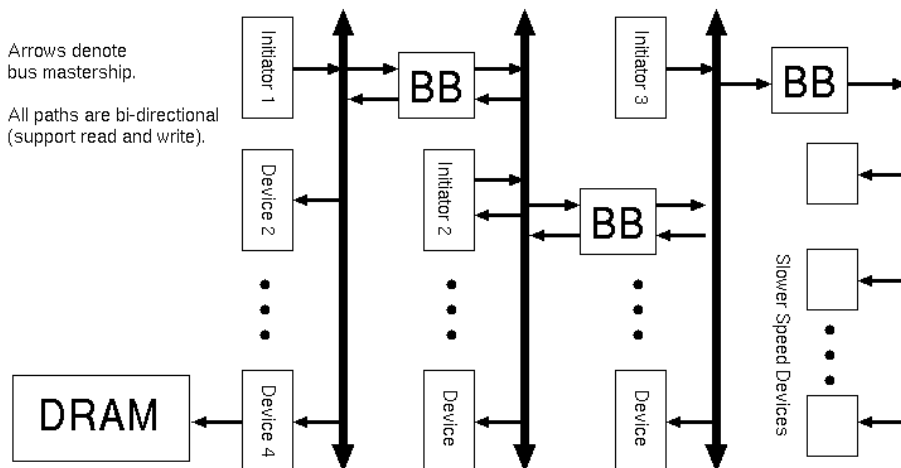 Arrows denote
bus mastership.
All paths are bi-directional
(support read and write).
Initiator 1
BB
Initiator 3
BB
Device 2
Initiator 2
BB
Slower Speed Devices
DRAM
Device 4
Device
Device